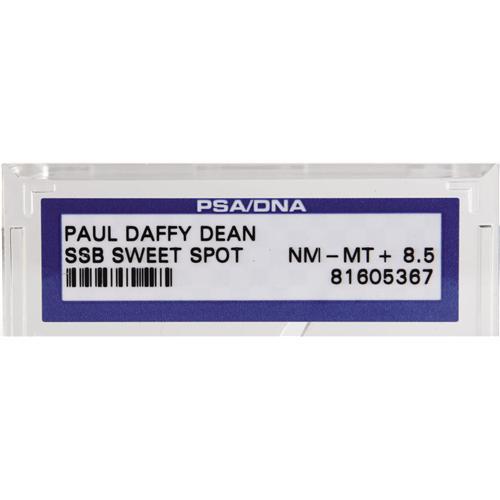 PSA/DNA
PAUL DAFFY DEAN
SSB SWEET SPOT NM-MT+ 8.5
81605367